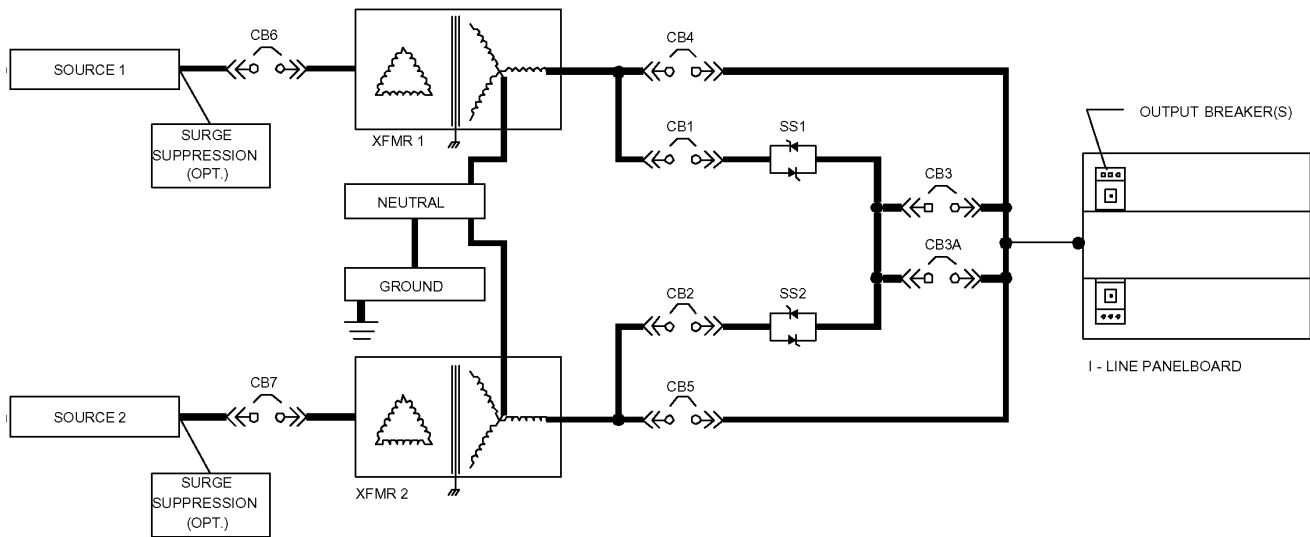 CB6
CB4
SOURCE 1
OUTPUT BREAKER(S)
SURGE
SUPPRESSION
(OPT.)
XFMR 1
CB1
SS1
NEUTRAL
CB3
CB3A
GROUND
CB2
SS2
I - LINE PANELBOARD
CB7
CB5
SOURCE 2
SURGE
SUPPRESSION
(OPT.)
XFMR 2